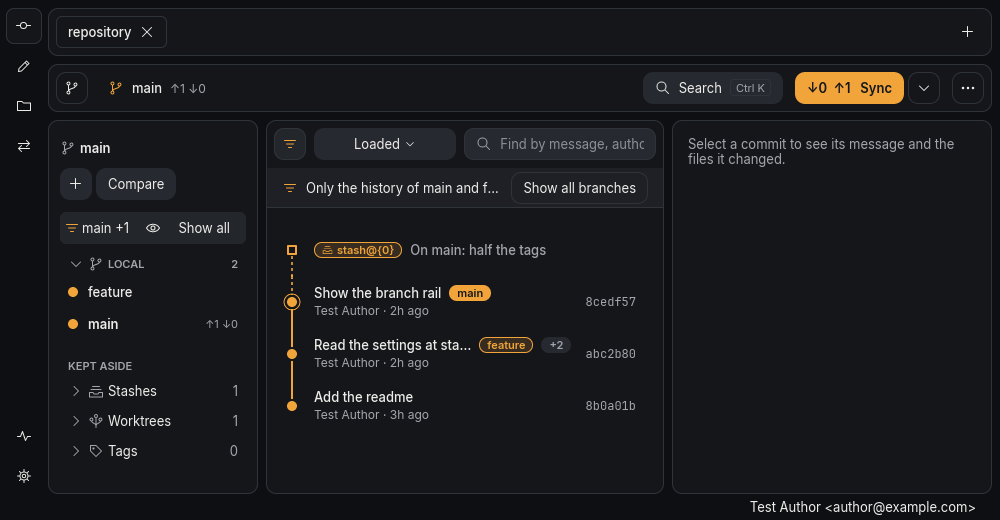 repository
main ↑1 ↓0
Search Ctrl K
↓0 ↑1 Sync
main
Compare
main +1 Show all
LOCAL 2
feature
main ↑1 ↓0
KEPT ASIDE
Stashes 1
Worktrees 1
Tags 0
Loaded
Find by message, autho
Only the history of main and f...
Show all branches
stash@{0} On main: half the tags
Show the branch rail main
Test Author · 2h ago
8cedf57
Read the settings at sta... feature +2
Test Author · 2h ago
abc2b80
Add the readme
Test Author · 3h ago
8b0a01b
Select a commit to see its message and the
files it changed.
Test Author <author@example.com>